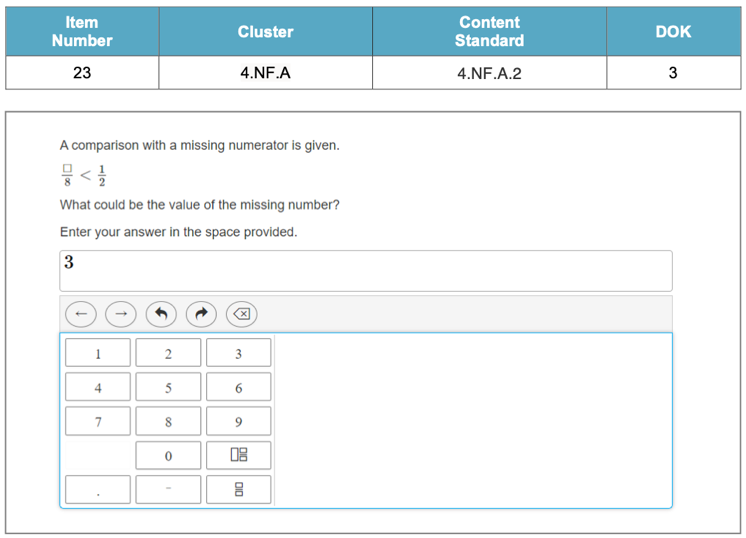 Item Number Cluster Content Standard DOK
23 4.NF.A 4.NF.A.2 3
A comparison with a missing numerator is given.
□/8 < 1/2
What could be the value of the missing number?
Enter your answer in the space provided.
3
← →
1 2 3
4 5 6
7 8 9
0
. −